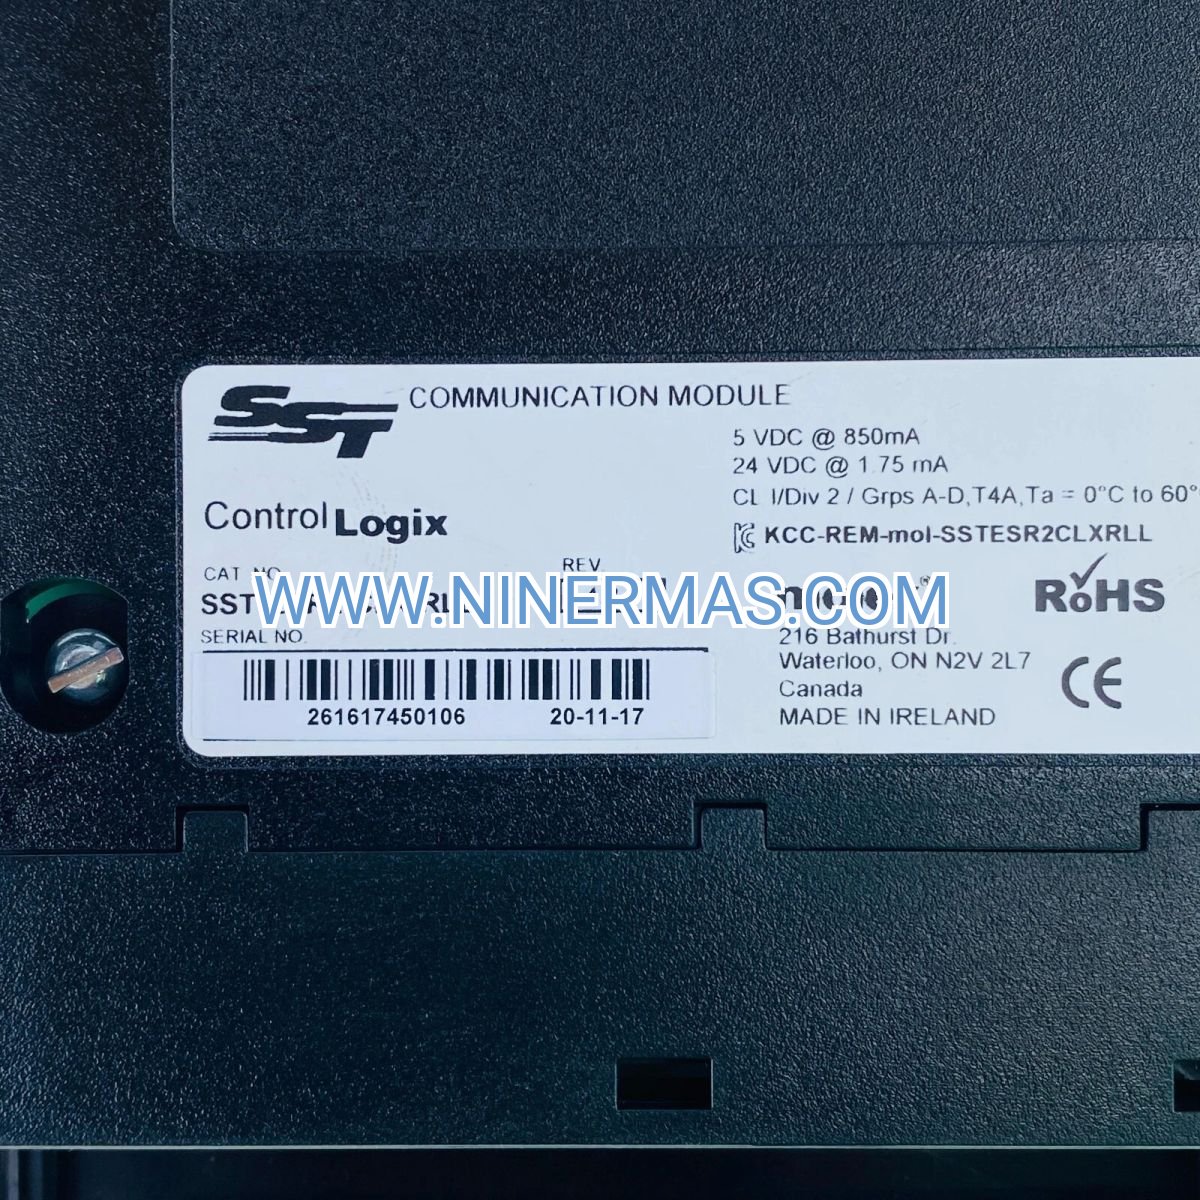 SST COMMUNICATION MODULE
5 VDC @ 850mA
24 VDC @ 1.75 mA
CL I/Div 2 / Grps A-D,T4A,Ta = 0°C to 60°
Control Logix
KCC-REM-mol-SSTESR2CLXRLL
CAT. NO.
REV.
WWW.NINERMAS.COM
RoHS
SERIAL NO.
216 Bathurst Dr.
Waterloo, ON N2V 2L7
Canada
MADE IN IRELAND
CE
261617450106 20-11-17